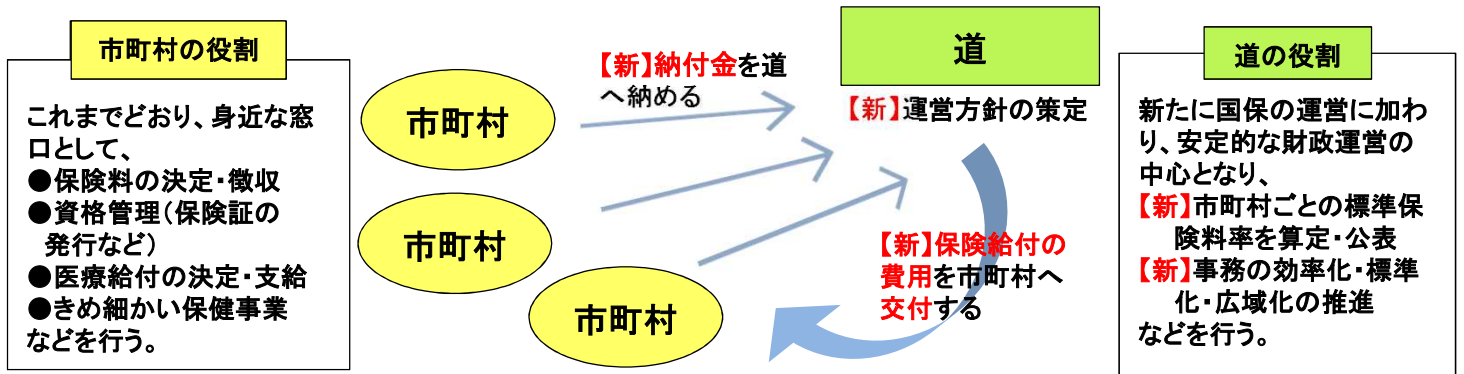 市町村の役割
これまでどおり、身近な窓
口として、
●保険料の決定・徴収
●資格管理(保険証の
発行など)
●医療給付の決定・支給
●きめ細かい保健事業
などを行う。
市町村
市町村
市町村
【新】納付金を道
へ納める
道
【新】運営方針の策定
【新】保険給付の
費用を市町村へ
交付する
道の役割
新たに国保の運営に加わ
り、安定的な財政運営の
中心となり、
【新】市町村ごとの標準保
険料率を算定・公表
【新】事務の効率化・標準
化・広域化の推進
などを行う。